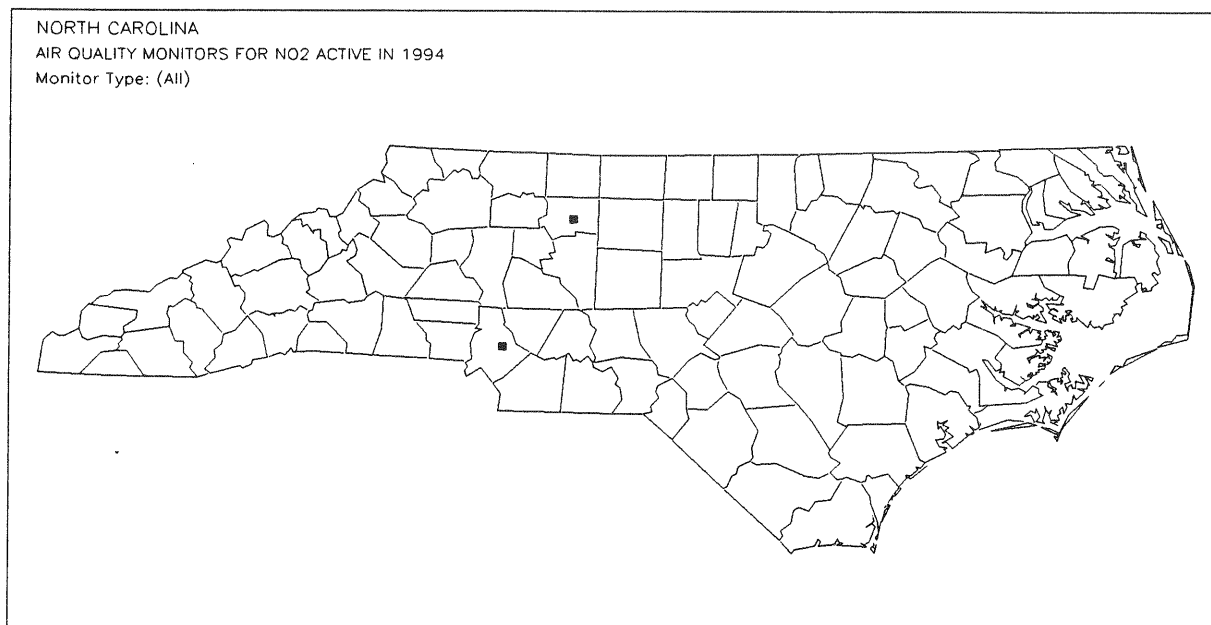 NORTH CAROLINA
AIR QUALITY MONITORS FOR NO2 ACTIVE IN 1994
Monitor Type: (All)